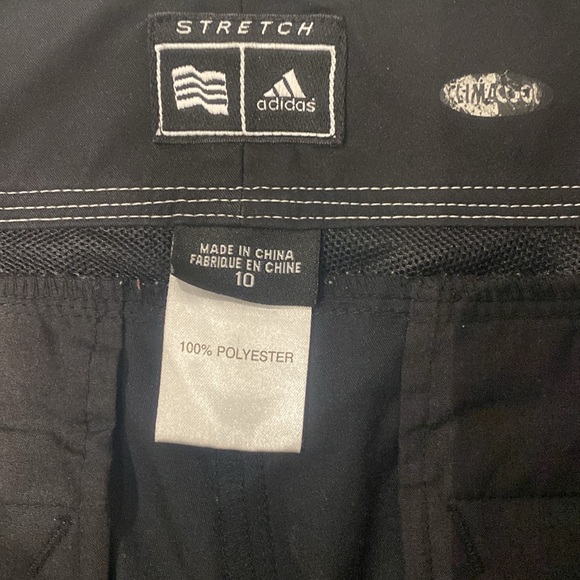 STRETCH
adidas
MADE IN CHINA
FABRIQUE EN CHINE
10
100% POLYESTER